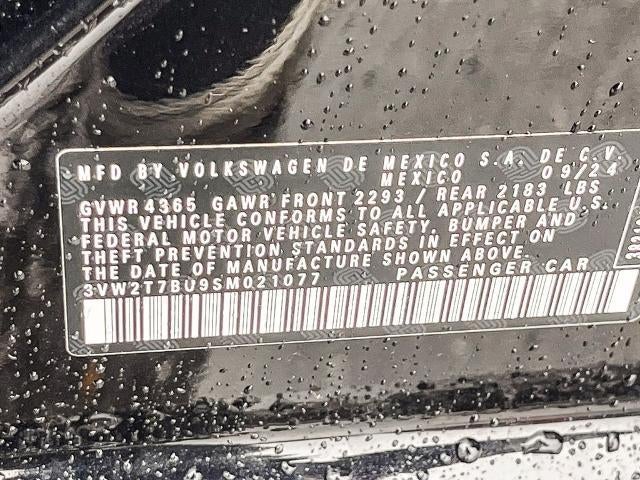 MFD BY VOLKSWAGEN DE MEXICO S.A. DE C.V.
MEXICO 09/24
GVWR 4365 GAWR FRONT 2293 / REAR 2183 LBS
THIS VEHICLE CONFORMS TO ALL APPLICABLE U.S.
FEDERAL MOTOR VEHICLE SAFETY, BUMPER AND
THEFT PREVENTION STANDARDS IN EFFECT ON
THE DATE OF MANUFACTURE SHOWN ABOVE.
3VW2T7BU9SM021077 PASSENGER CAR